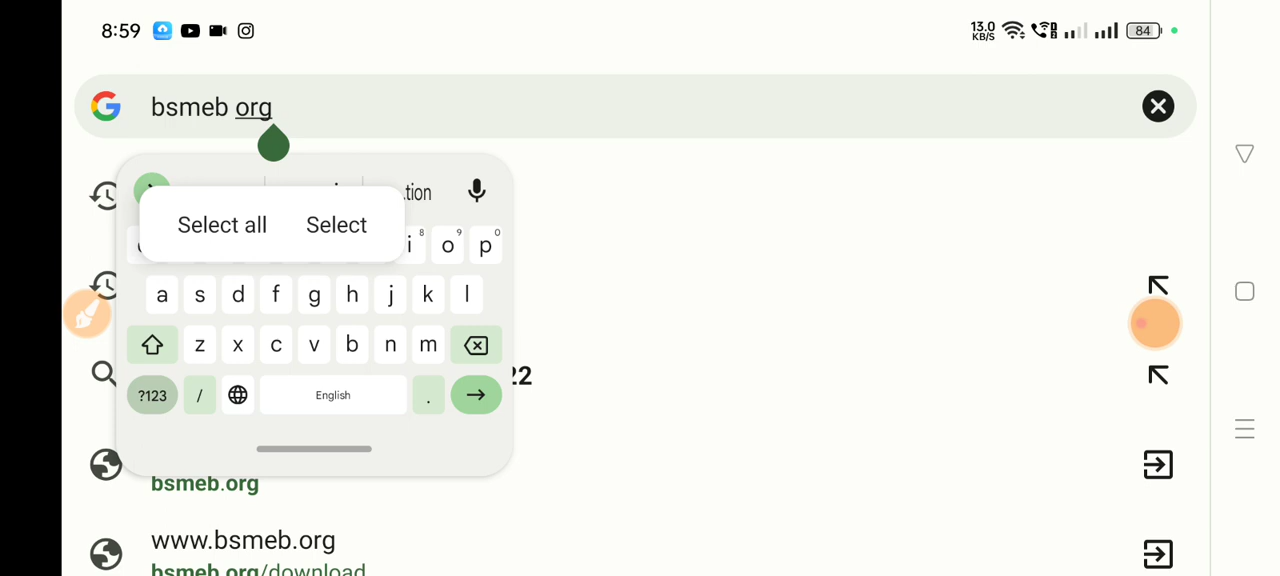 8:59 13.0 KB/S 84
bsmeb org
tion
Select all Select
i 8 o 9 p 0
a s d f g h j k l
z x c v b n m
22
?123 / English .
bsmeb.org
www.bsmeb.org
bsmeb.org/download